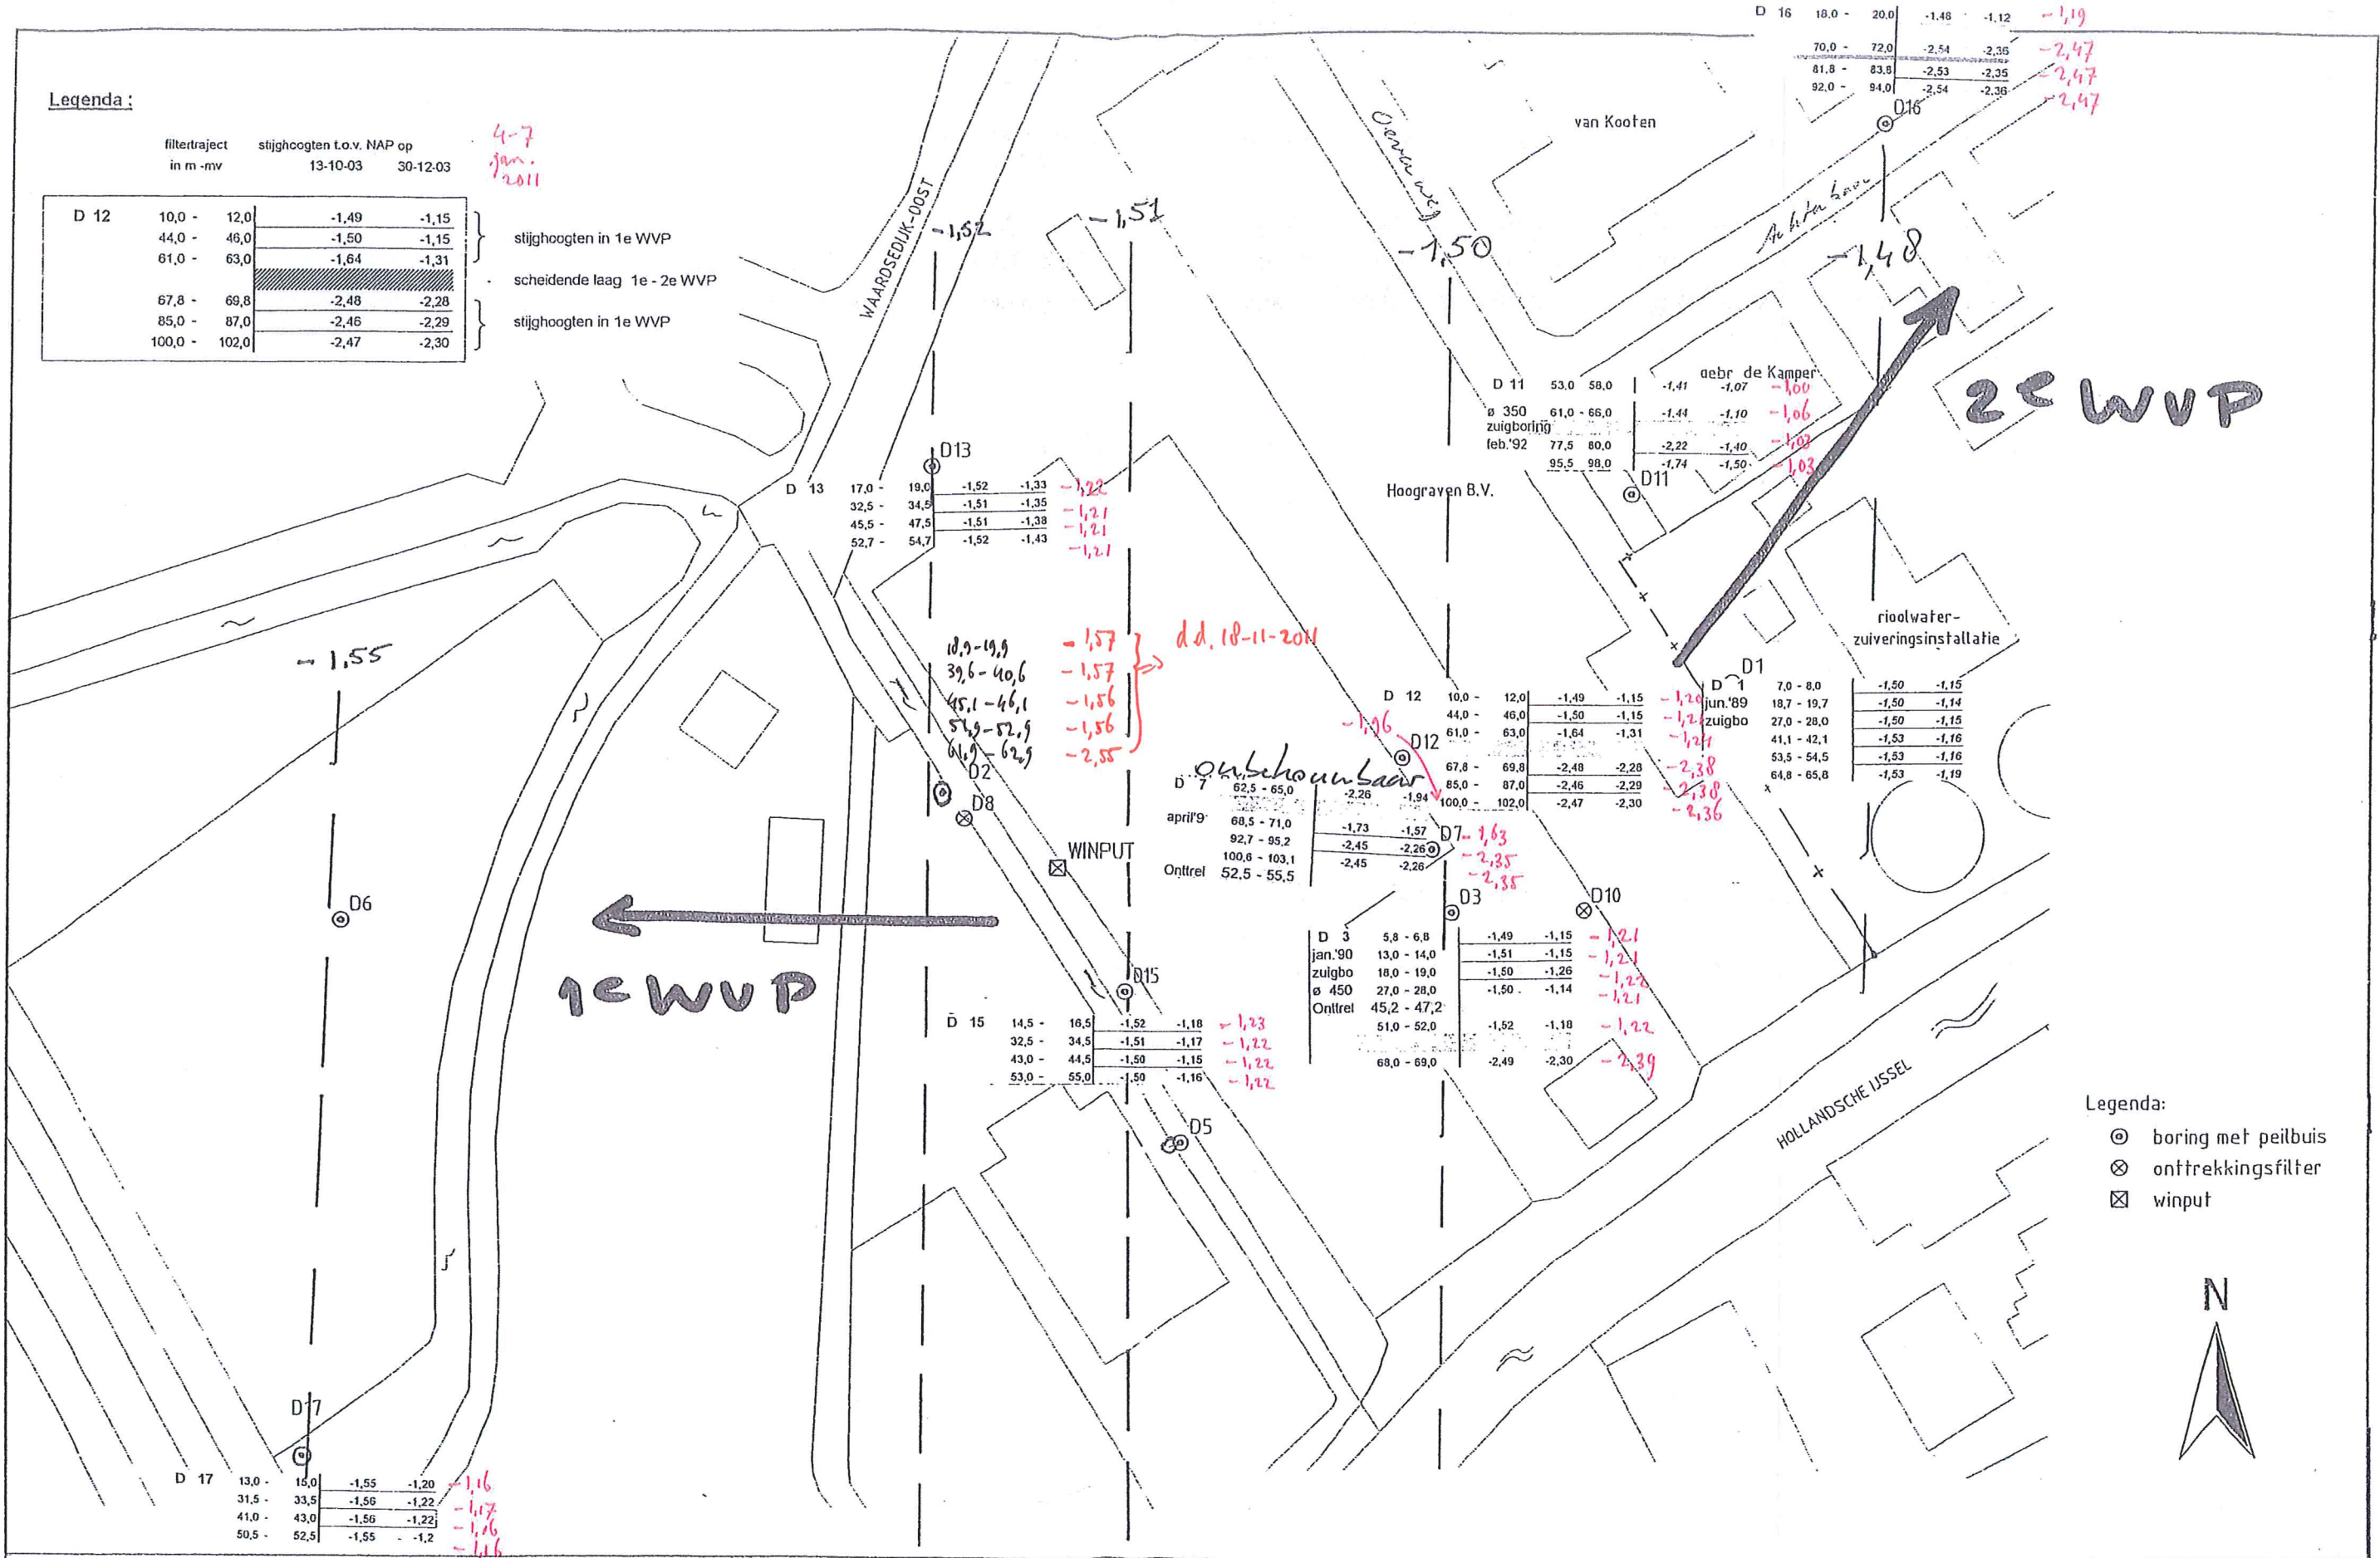 D 16 18,0 - 20,0 -1,48 -1,12 -1,19
70,0 - 72,0 -2,54 -2,36 -2,47
81,8 - 83,8 -2,53 -2,35 -2,47
92,0 - 94,0 -2,54 -2,36 -2,47
D16
van Kooten
Legenda :
filtertraject stijghoogten t.o.v. NAP op
in m -mv 13-10-03 30-12-03
4-7
jan.
2011
D 12 10,0 - 12,0 -1,49 -1,15
44,0 - 46,0 -1,50 -1,15
61,0 - 63,0 -1,64 -1,31
stijghoogten in 1e WVP
scheidende laag 1e - 2e WVP
67,8 - 69,8 -2,48 -2,28
85,0 - 87,0 -2,46 -2,29
100,0 - 102,0 -2,47 -2,30
stijghoogten in 1e WVP
WAARDSEDIJK-OOST
-1,52
-1,51
-1,50
-1,48
2e WVP
gebr de Kamper
D 11 53,0 58,0 -1,41 -1,07 -1,00
ø 350 61,0 - 66,0 -1,44 -1,10 -1,06
zuigboring
feb.'92 77,5 80,0 -2,22 -1,40 -1,03
95,5 98,0 -1,74 -1,50 -1,03
D11
Hoograven B.V.
D13
D 13 17,0 - 19,0 -1,52 -1,33 -1,22
32,5 - 34,5 -1,51 -1,35 -1,21
45,5 - 47,5 -1,51 -1,38 -1,21
52,7 - 54,7 -1,52 -1,43 -1,21
rioolwater-
zuiveringsinstallatie
-1,55
18,9-19,9 -1,57
39,6-40,6 -1,57
45,1-46,1 -1,56
51,9-52,9 -1,56
61,9-62,9 -2,55
d.d. 18-11-2011
D1
D 1 7,0 - 8,0 -1,50 -1,15
jun.'89 18,7 - 19,7 -1,50 -1,14
zuigbo 27,0 - 28,0 -1,50 -1,15
41,1 - 42,1 -1,53 -1,16
53,5 - 54,5 -1,53 -1,16
64,8 - 65,8 -1,53 -1,19
D 12 10,0 - 12,0 -1,49 -1,15 -1,20
44,0 - 46,0 -1,50 -1,15
61,0 - 63,0 -1,64 -1,31
67,8 - 69,8 -2,48 -2,28 -2,38
85,0 - 87,0 -2,46 -2,29 -2,38
100,0 - 102,0 -2,47 -2,30 -2,36
D12
D2
D8
WINPUT
D 7 62,5 - 65,0 -2,26 -1,94
april'9 68,5 - 71,0 -1,73 -1,57 -1,63
92,7 - 95,2 -2,45 -2,26 -2,35
100,6 - 103,1 -2,45 -2,26 -2,35
Onttrel 52,5 - 55,5
D7
D6
D3
D10
D 3 5,8 - 6,8 -1,49 -1,15 -1,21
jan.'90 13,0 - 14,0 -1,51 -1,15 -1,21
zuigbo 18,0 - 19,0 -1,50 -1,26 -1,22
ø 450 27,0 - 28,0 -1,50 -1,14 -1,21
Onttrel 45,2 - 47,2
51,0 - 52,0 -1,52 -1,18 -1,22
68,0 - 69,0 -2,49 -2,30 -2,39
1e WVP
D15
D 15 14,5 - 16,5 -1,52 -1,18 -1,23
32,5 - 34,5 -1,51 -1,17 -1,22
43,0 - 44,5 -1,50 -1,15 -1,22
53,0 - 55,0 -1,50 -1,16 -1,22
D5
HOLLANDSCHE IJSSEL
Legenda:
boring met peilbuis
onttrekkingsfilter
winput
N
D17
D 17 13,0 - 15,0 -1,55 -1,20 -1,16
31,5 - 33,5 -1,56 -1,22 -1,17
41,0 - 43,0 -1,56 -1,22 -1,16
50,5 - 52,5 -1,55 -1,2 -1,16